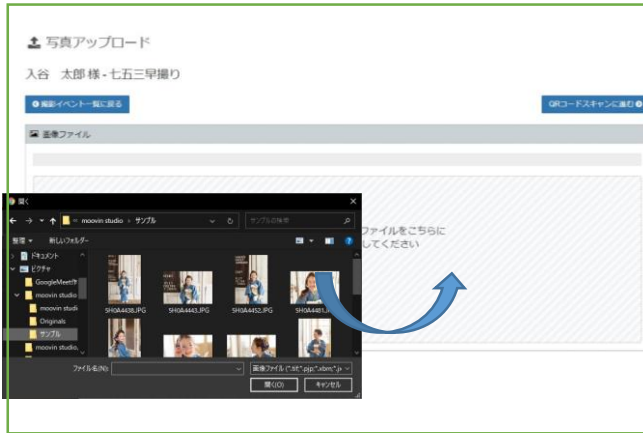 写真アップロード
入谷 太郎 様 - 七五三早撮り
撮影イベント一覧に戻る
QRコードスキャンに進む
画像ファイル
ファイルをこちらに
してください
開く
moovin studio › サンプル
サンプルの検索
整理
新しいフォルダー
ドキュメント
ピクチャ
GoogleMeet
moovin studio
moovin studi
Originals
サンプル
moovin studio.
SH0A4438.JPG
SH0A4443.JPG
SH0A4452.JPG
SH0A4481.JPG
ファイル名(N):
画像ファイル (*.tif;*.pjp;*.xbm;*.jx
開く(O)
キャンセル